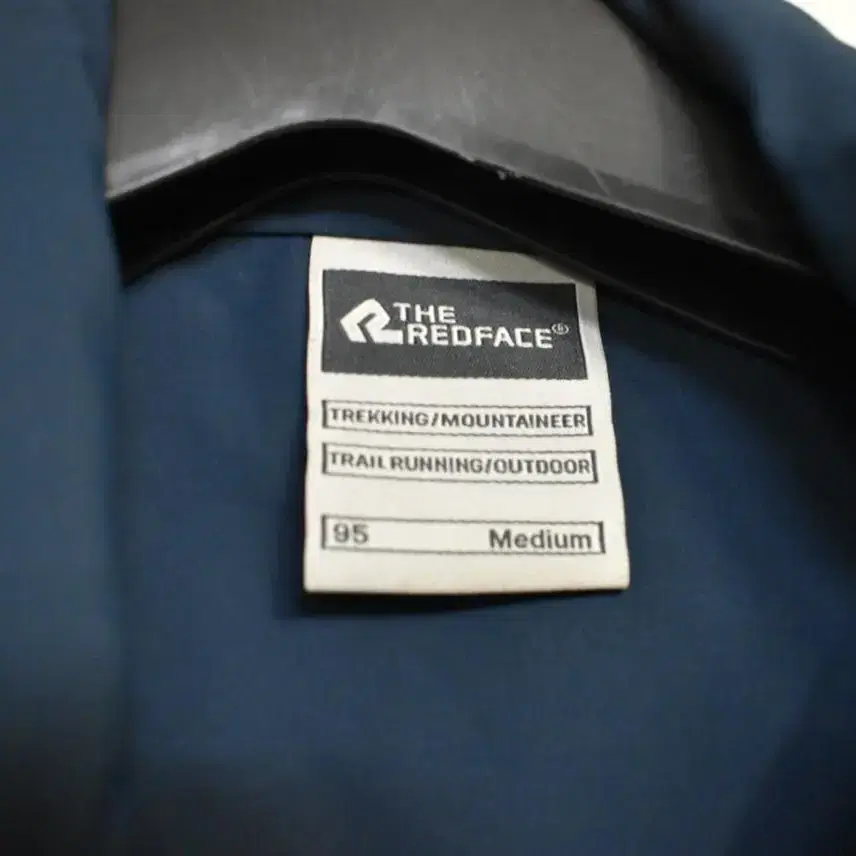 THE
REDFACE®
TREKKING/MOUNTAINEER
TRAIL RUNNING/OUTDOOR
95 Medium